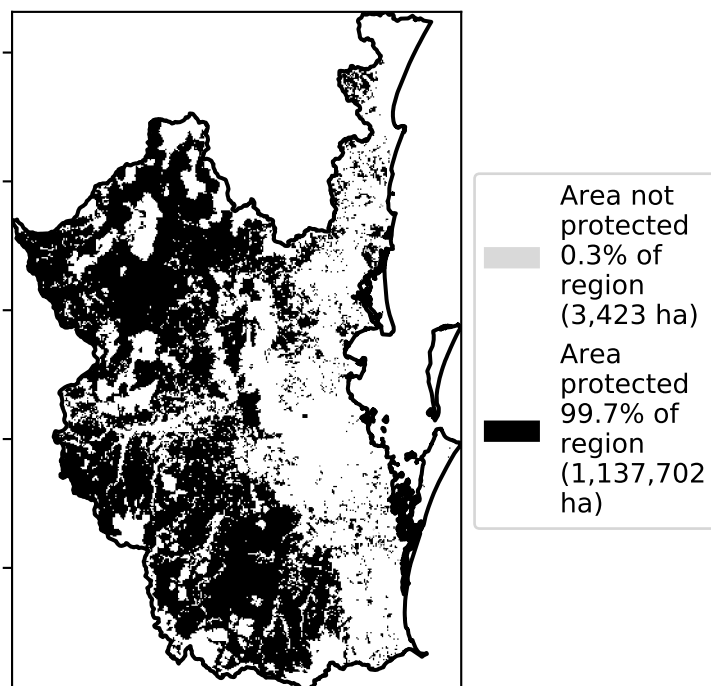 Area not
protected
0.3% of
region
(3,423 ha)
Area
protected
99.7% of
region
(1,137,702
ha)